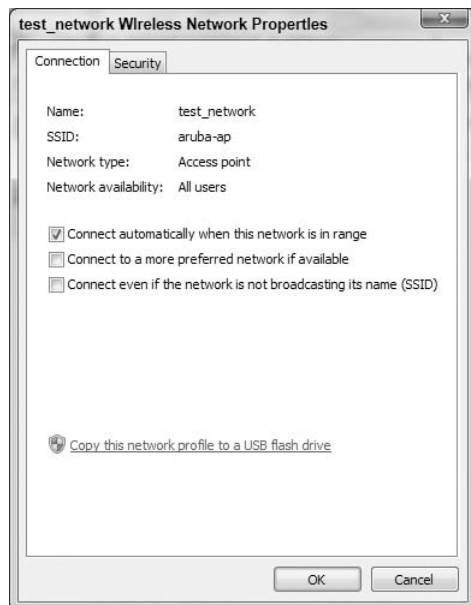 test_network Wireless Network Properties
Connection
Security
Name: test_network
SSID: aruba-ap
Network type: Access point
Network availability: All users
Connect automatically when this network is in range
Connect to a more preferred network if available
Connect even if the network is not broadcasting its name (SSID)
Copy this network profile to a USB flash drive
OK
Cancel